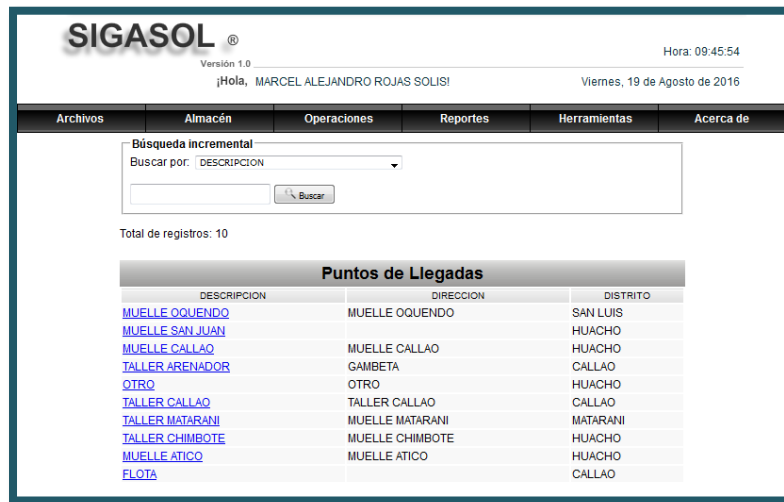 SIGASOL ®
Versión 1.0
Hora: 09:45:54
¡Hola, MARCEL ALEJANDRO ROJAS SOLIS!
Viernes, 19 de Agosto de 2016
Archivos Almacén Operaciones Reportes Herramientas Acerca de
Búsqueda incremental
Buscar por: DESCRIPCION
Buscar
Total de registros: 10
Puntos de Llegadas
DESCRIPCION DIRECCION DISTRITO
MUELLE OQUENDO MUELLE OQUENDO SAN LUIS
MUELLE SAN JUAN HUACHO
MUELLE CALLAO MUELLE CALLAO HUACHO
TALLER ARENADOR GAMBETA CALLAO
OTRO OTRO HUACHO
TALLER CALLAO TALLER CALLAO CALLAO
TALLER MATARANI MUELLE MATARANI MATARANI
TALLER CHIMBOTE MUELLE CHIMBOTE HUACHO
MUELLE ATICO MUELLE ATICO HUACHO
FLOTA CALLAO